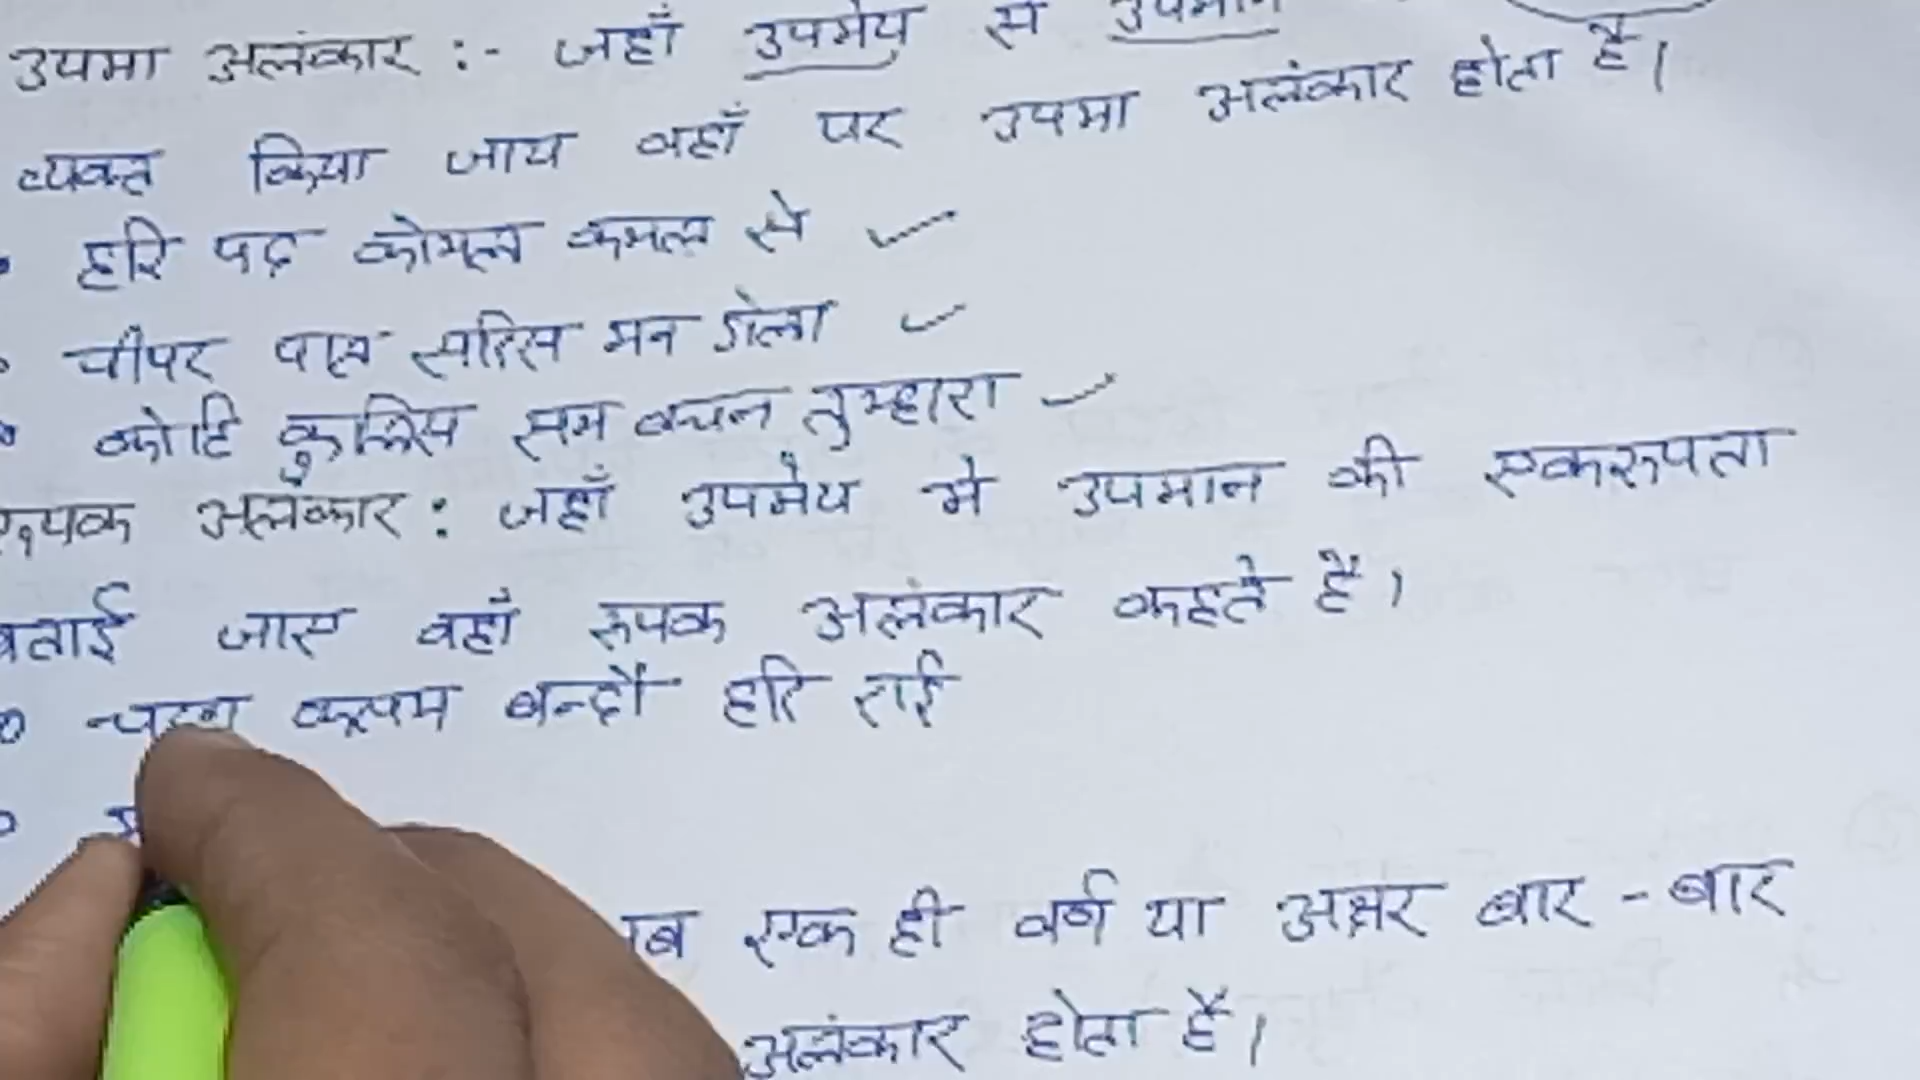 उपमा अलंकार :- जहाँ उपमेय से उपमान
व्यक्त किया जाय वहाँ पर उपमा अलंकार होता है।
हरि पद कोमल कमल से
पीपर पात सरिस मन डोला
कोटि कुलिस सम वचन तुम्हारा
रूपक अलंकार : जहाँ उपमेय मे उपमान की एकरुपता
बताई जाए वहाँ रुपक अलंकार कहते है।
चरण बन्दौ हरि राई
एक ही वर्ण या अक्षर बार - बार
अलंकार होता है।